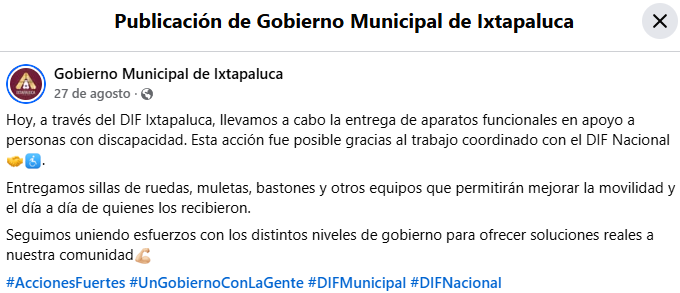 Publicación de Gobierno Municipal de Ixtapaluca
Gobierno Municipal de Ixtapaluca
27 de agosto ·
Hoy, a través del DIF Ixtapaluca, llevamos a cabo la entrega de aparatos funcionales en apoyo a
personas con discapacidad. Esta acción fue posible gracias al trabajo coordinado con el DIF Nacional
🤝♿.
Entregamos sillas de ruedas, muletas, bastones y otros equipos que permitirán mejorar la movilidad y
el día a día de quienes los recibieron.
Seguimos uniendo esfuerzos con los distintos niveles de gobierno para ofrecer soluciones reales a
nuestra comunidad💪🏻
#AccionesFuertes #UnGobiernoConLaGente #DIFMunicipal #DIFNacional